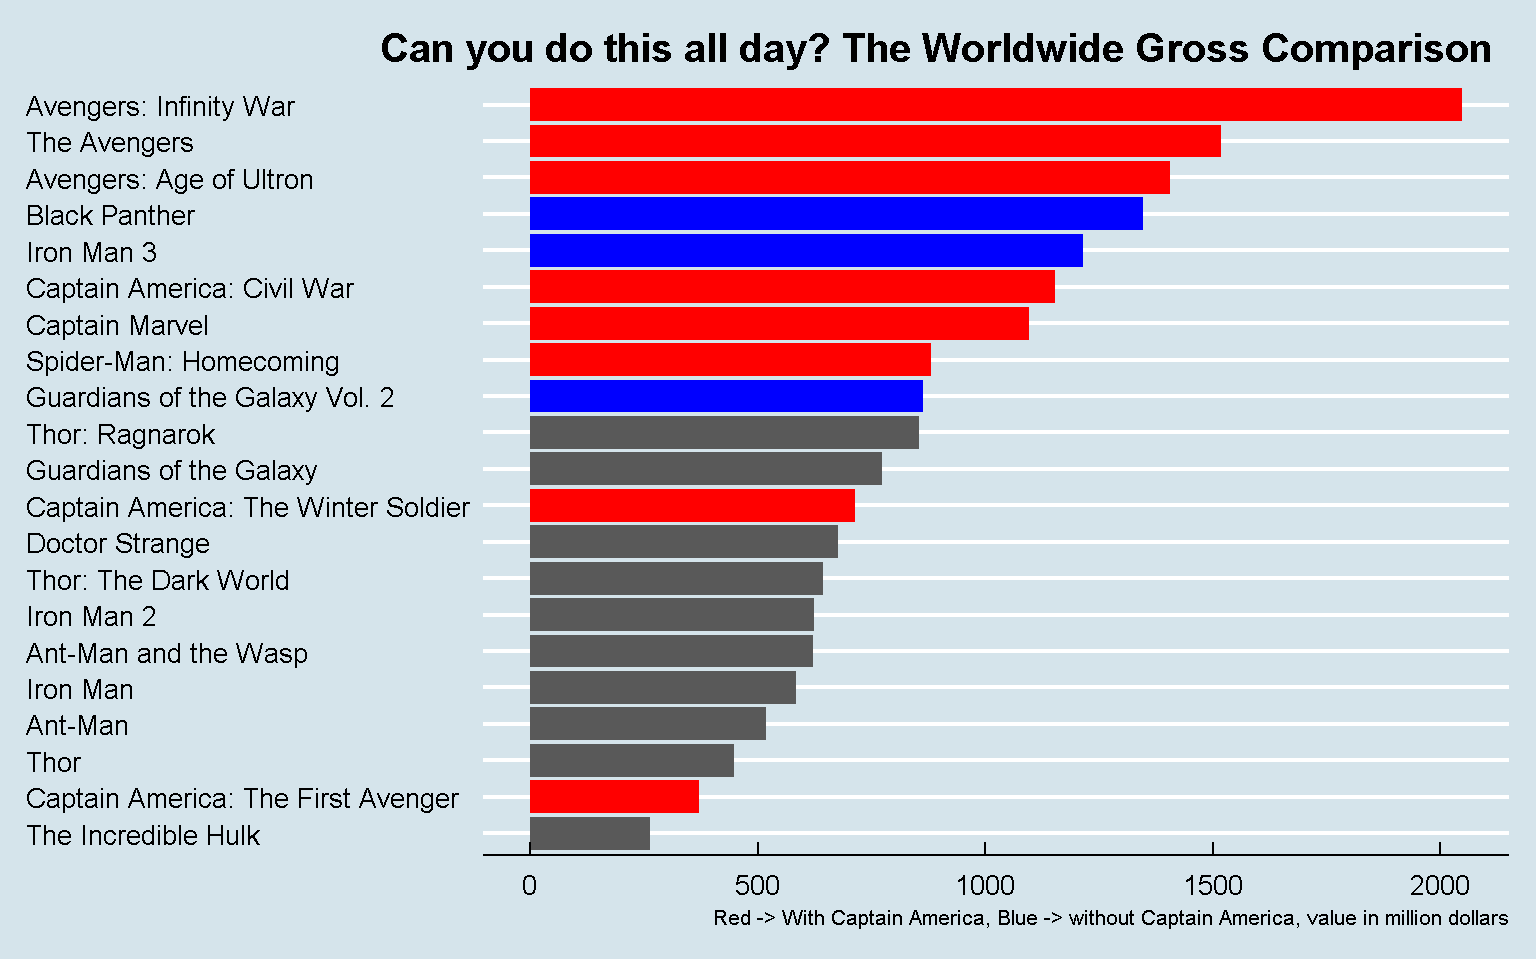 Can you do this all day? The Worldwide Gross Comparison
Avengers: Infinity War
The Avengers
Avengers: Age of Ultron
Black Panther
Iron Man 3
Captain America: Civil War
Captain Marvel
Spider-Man: Homecoming
Guardians of the Galaxy Vol. 2
Thor: Ragnarok
Guardians of the Galaxy
Captain America: The Winter Soldier
Doctor Strange
Thor: The Dark World
Iron Man 2
Ant-Man and the Wasp
Iron Man
Ant-Man
Thor
Captain America: The First Avenger
The Incredible Hulk
0 500 1000 1500 2000
Red -> With Captain America, Blue -> without Captain America, value in million dollars